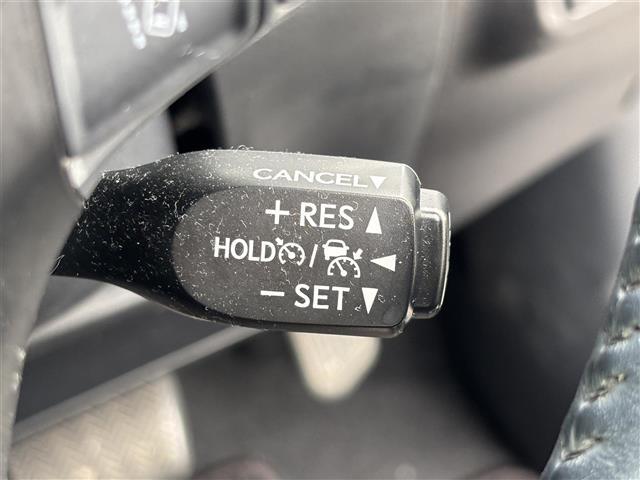 CANCEL▼
+ RES ▲
HOLD / ◀
− SET ▼